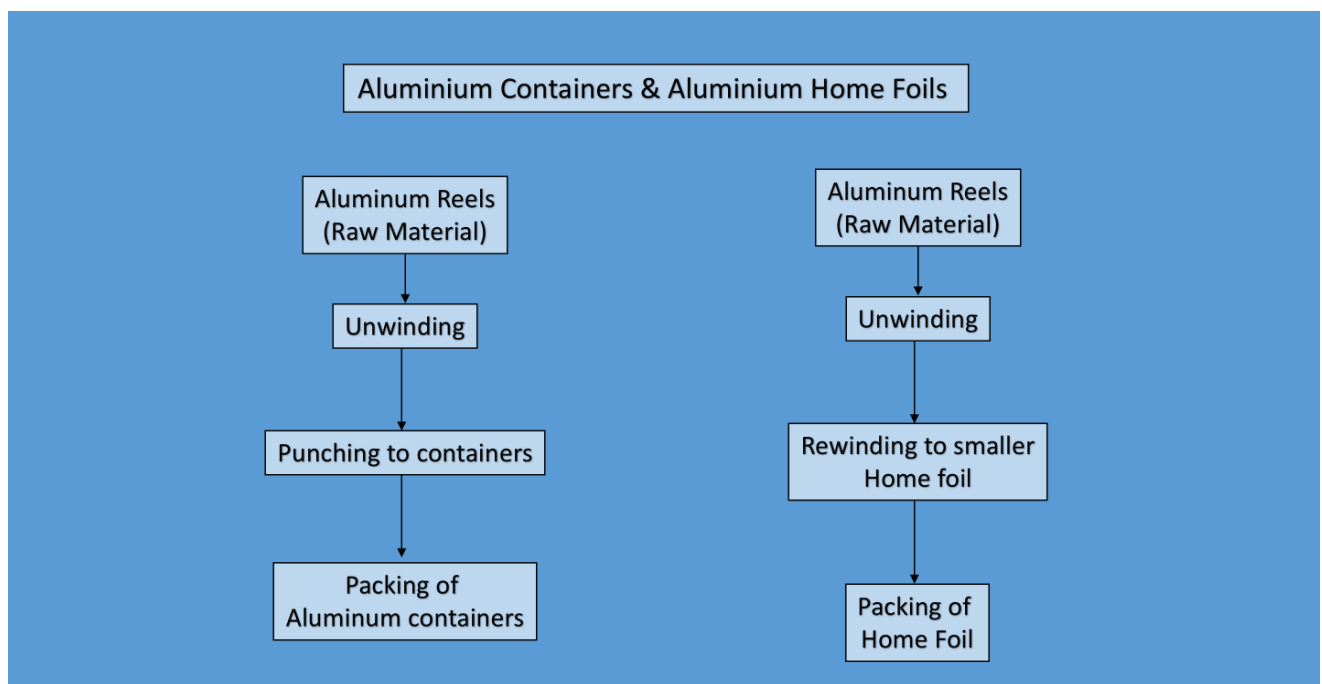 Aluminium Containers & Aluminium Home Foils
Aluminum Reels
(Raw Material)
Unwinding
Punching to containers
Packing of
Aluminum containers
Aluminum Reels
(Raw Material)
Unwinding
Rewinding to smaller
Home foil
Packing of
Home Foil